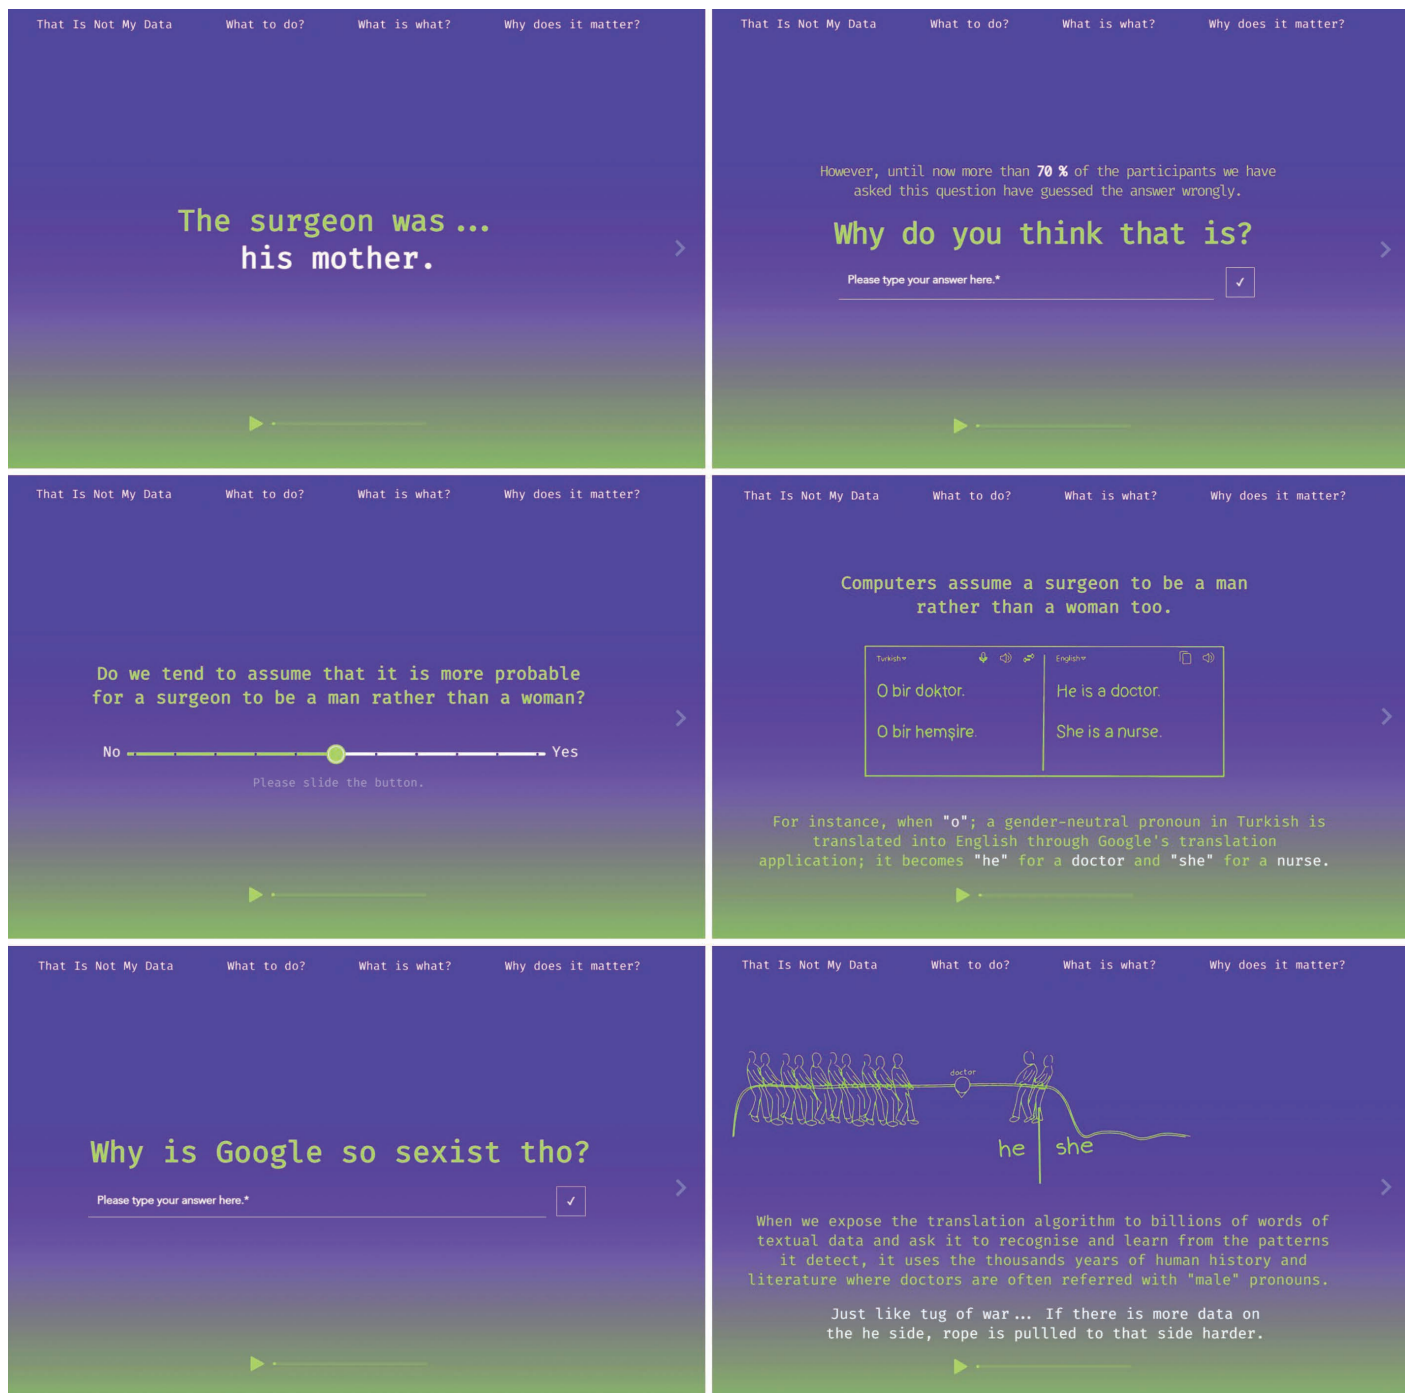 That Is Not My Data What to do? What is what? Why does it matter?
The surgeon was...
his mother.
That Is Not My Data What to do? What is what? Why does it matter?
However, until now more than 70 % of the participants we have
asked this question have guessed the answer wrongly.
Why do you think that is?
Please type your answer here.*
That Is Not My Data What to do? What is what? Why does it matter?
Do we tend to assume that it is more probable
for a surgeon to be a man rather than a woman?
No Yes
Please slide the button.
That Is Not My Data What to do? What is what? Why does it matter?
Computers assume a surgeon to be a man
rather than a woman too.
Turkish English
O bir doktor. He is a doctor.
O bir hemşire. She is a nurse.
For instance, when "o"; a gender-neutral pronoun in Turkish is
translated into English through Google's translation
application; it becomes "he" for a doctor and "she" for a nurse.
That Is Not My Data What to do? What is what? Why does it matter?
Why is Google so sexist tho?
Please type your answer here.*
That Is Not My Data What to do? What is what? Why does it matter?
doctor
he she
When we expose the translation algorithm to billions of words of
textual data and ask it to recognise and learn from the patterns
it detect, it uses the thousands years of human history and
literature where doctors are often referred with "male" pronouns.
Just like tug of war... If there is more data on
the he side, rope is pullled to that side harder.